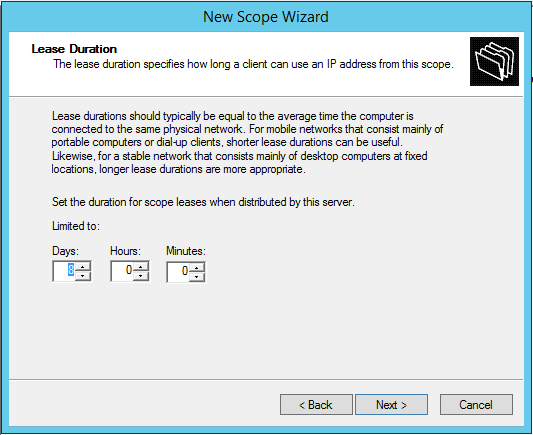 New Scope Wizard
Lease Duration
The lease duration specifies how long a client can use an IP address from this scope.
Lease durations should typically be equal to the average time the computer is
connected to the same physical network. For mobile networks that consist mainly of
portable computers or dial-up clients, shorter lease durations can be useful.
Likewise, for a stable network that consists mainly of desktop computers at fixed
locations, longer lease durations are more appropriate.
Set the duration for scope leases when distributed by this server.
Limited to:
Days: Hours: Minutes:
8 0 0
< Back Next > Cancel